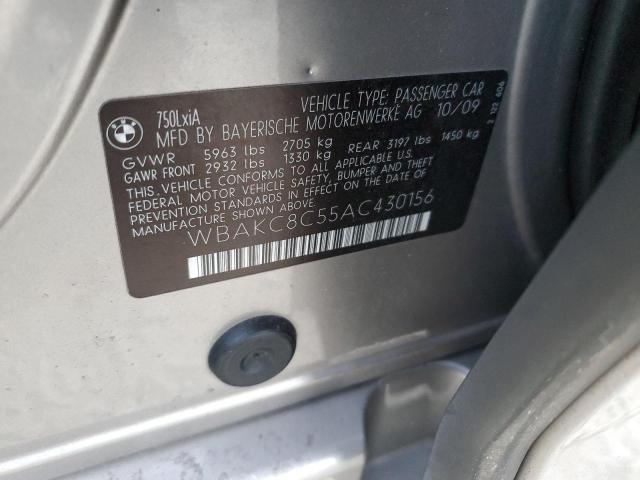 BMW
750LxiA
VEHICLE TYPE: PASSENGER CAR
MFD BY BAYERISCHE MOTORENWERKE AG 10/09
GVWR 5963 lbs 2705 kg
GAWR FRONT 2932 lbs 1330 kg REAR 3197 lbs 1450 kg
THIS VEHICLE CONFORMS TO ALL APPLICABLE U.S.
FEDERAL MOTOR VEHICLE SAFETY, BUMPER AND THEFT
PREVENTION STANDARDS IN EFFECT ON THE DATE OF
MANUFACTURE SHOWN ABOVE.
WBAKC8C55AC430156